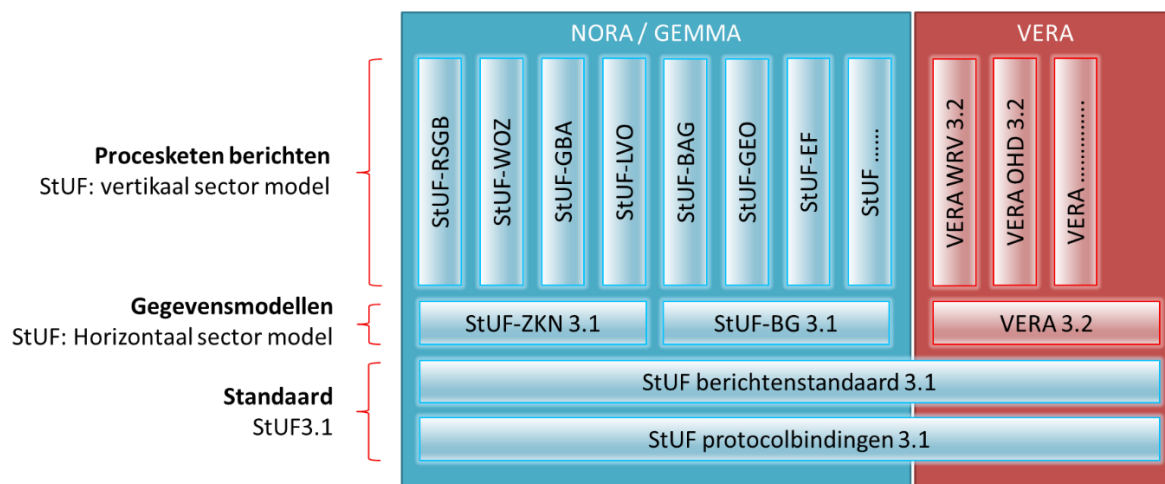 NORA / GEMMA
VERA
Procesketen berichten
StUF: vertikaal sector model
StUF-RSGB
StUF-WOZ
StUF-GBA
StUF-LVO
StUF-BAG
StUF-GEO
StUF-EF
StUF ......
VERA WRV 3.2
VERA OHD 3.2
VERA ..............
Gegevensmodellen
StUF: Horizontaal sector model
StUF-ZKN 3.1
StUF-BG 3.1
VERA 3.2
Standaard
StUF3.1
StUF berichtenstandaard 3.1
StUF protocolbindingen 3.1